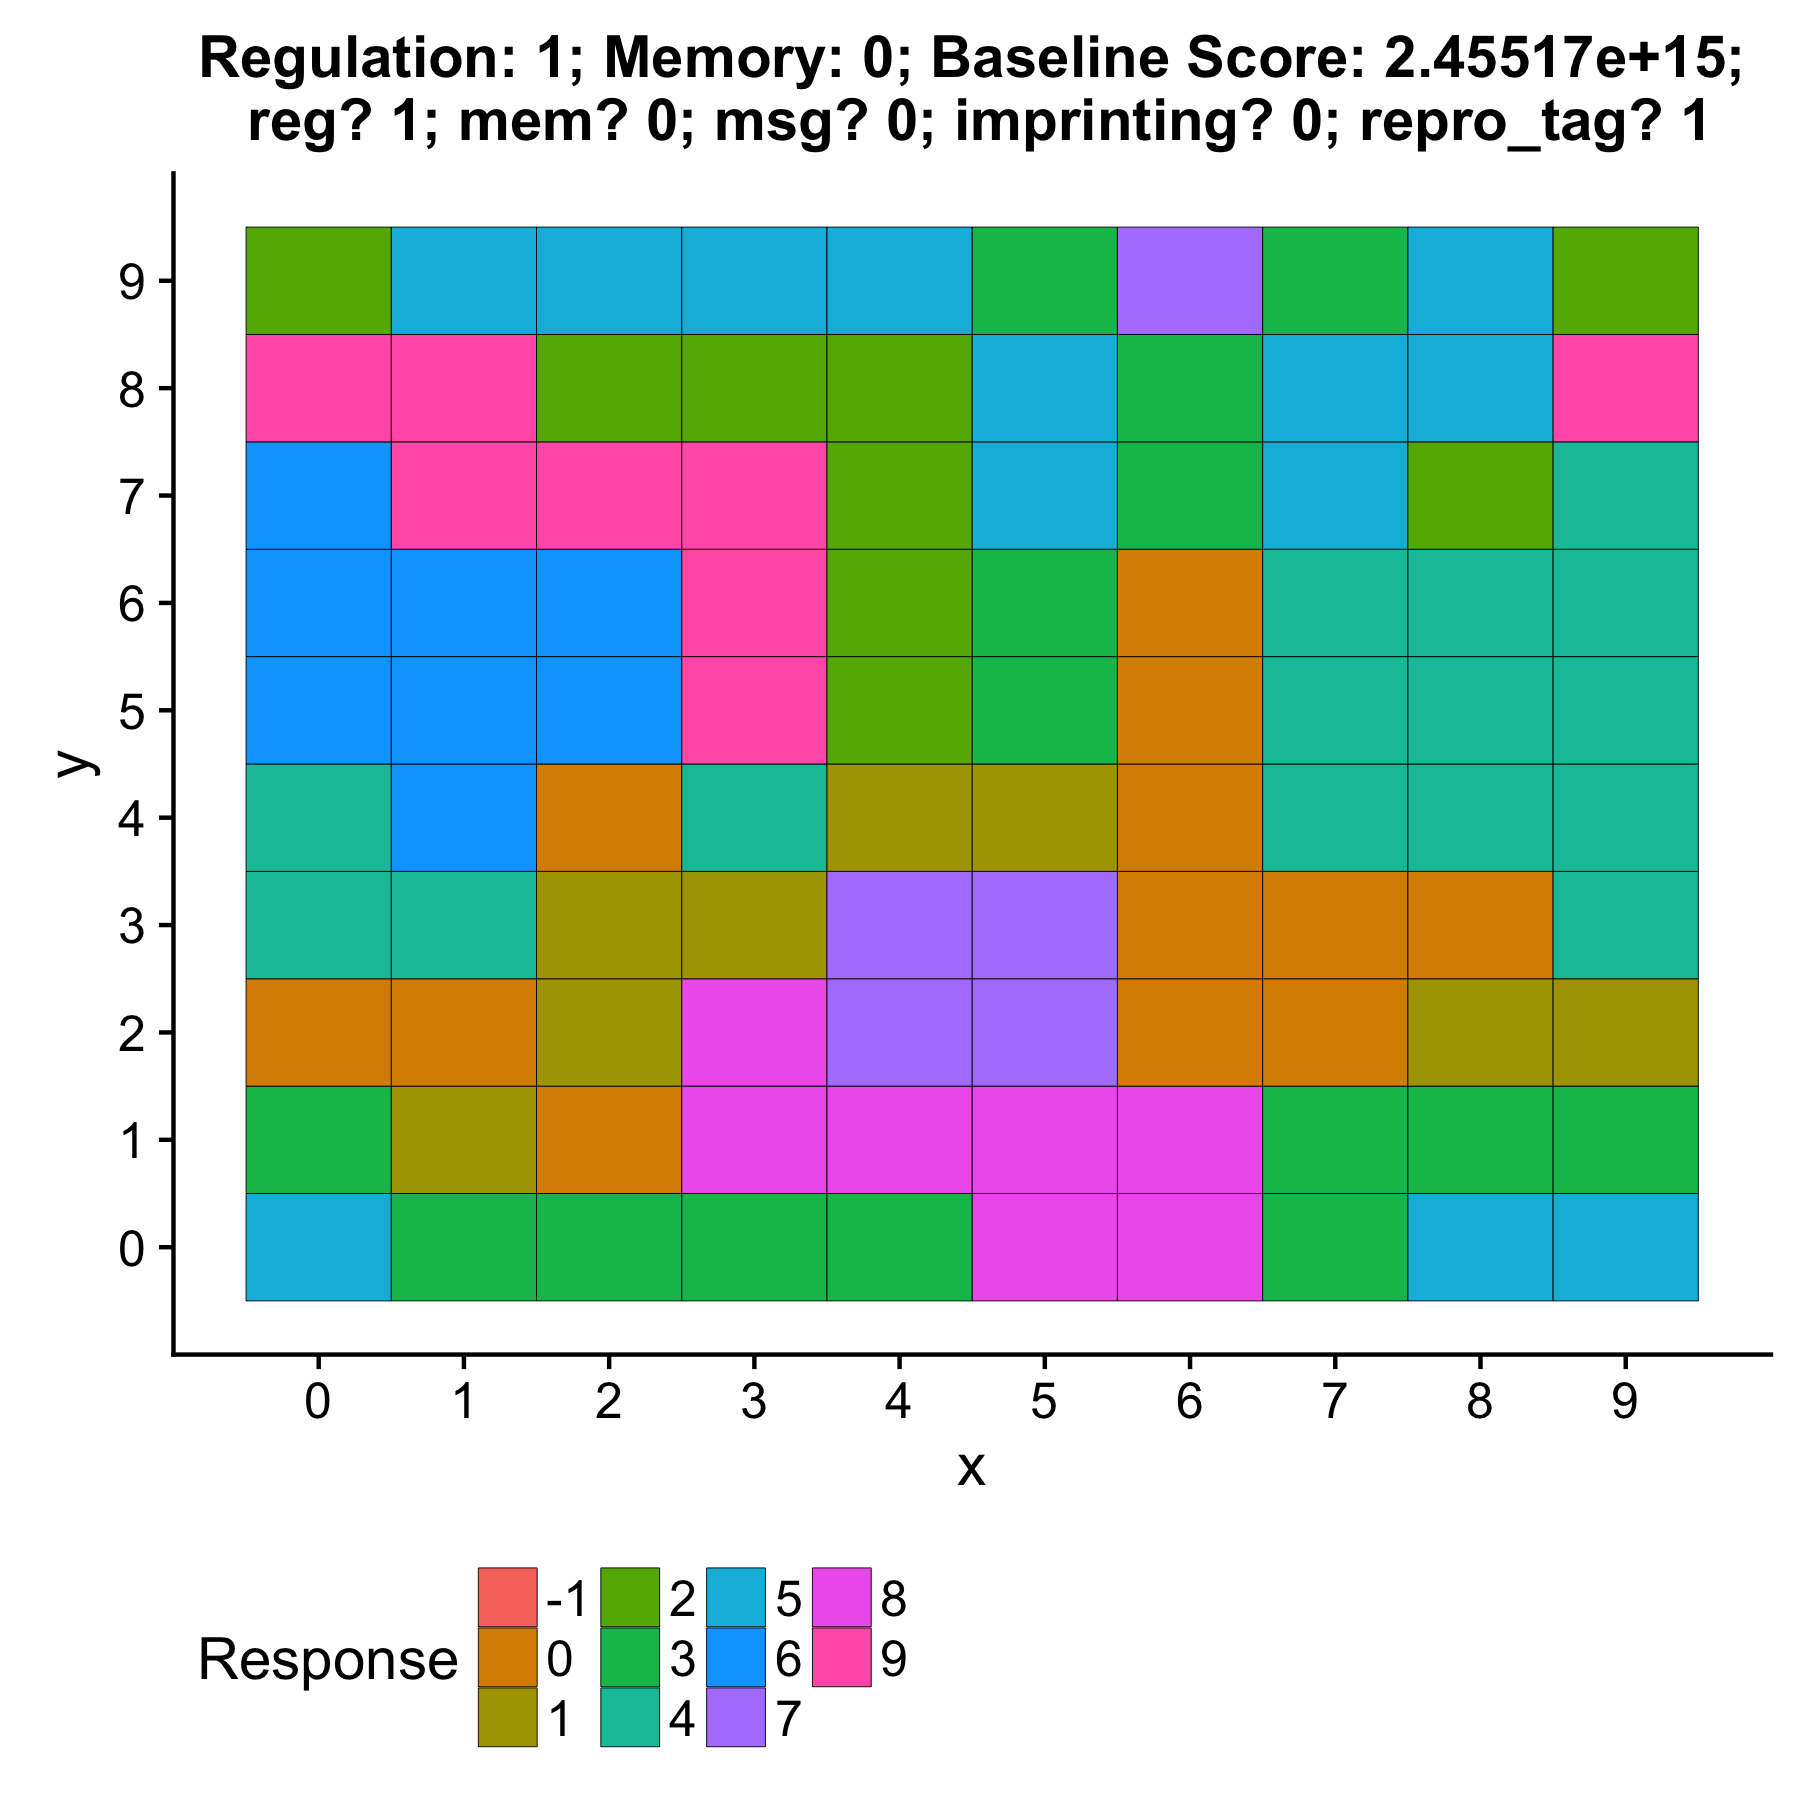 Regulation: 1; Memory: 0; Baseline Score: 2.45517e+15;
reg? 1; mem? 0; msg? 0; imprinting? 0; repro_tag? 1
9
8
7
6
5
4
3
2
1
0
y
0 1 2 3 4 5 6 7 8 9
x
Response
-1 2 5 8
0 3 6 9
1 4 7